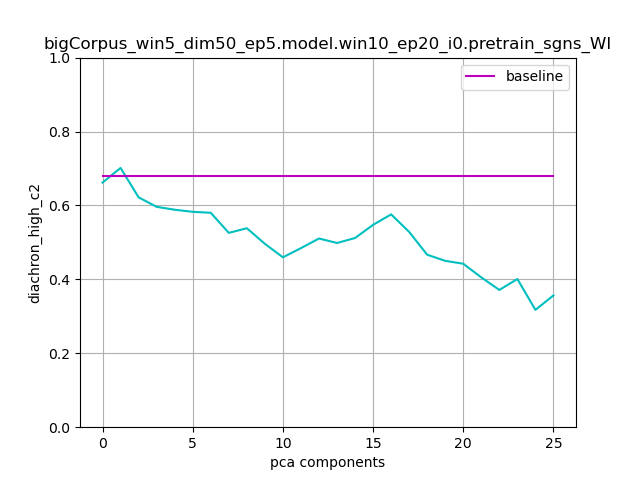 bigCorpus_win5_dim50_ep5.model.win10_ep20_i0.pretrain_sgns_WI
baseline
diachron_high_c2
1.0
0.8
0.6
0.4
0.2
0.0
0 5 10 15 20 25
pca components